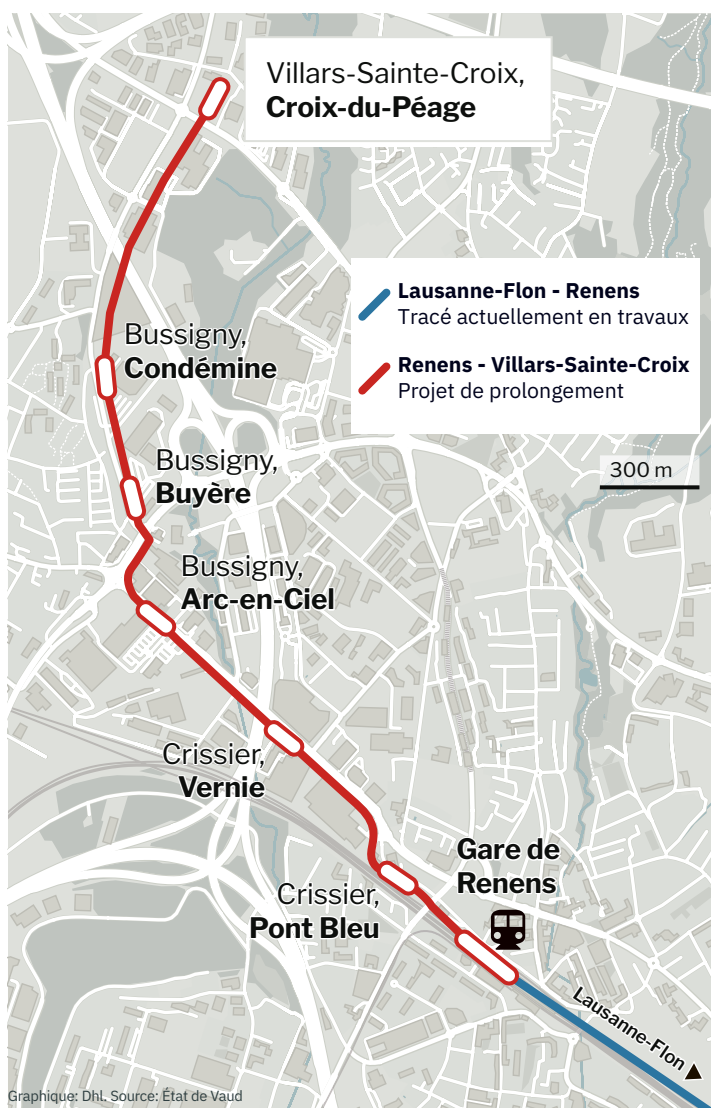 Villars-Sainte-Croix,
Croix-du-Péage
Lausanne-Flon - Renens
Tracé actuellement en travaux
Renens - Villars-Sainte-Croix
Projet de prolongement
Bussigny,
Condémine
300 m
Bussigny,
Buyère
Bussigny,
Arc-en-Ciel
Crissier,
Vernie
Gare de
Renens
Crissier,
Pont Bleu
Lausanne-Flon
Graphique: Dhl. Source: État de Vaud